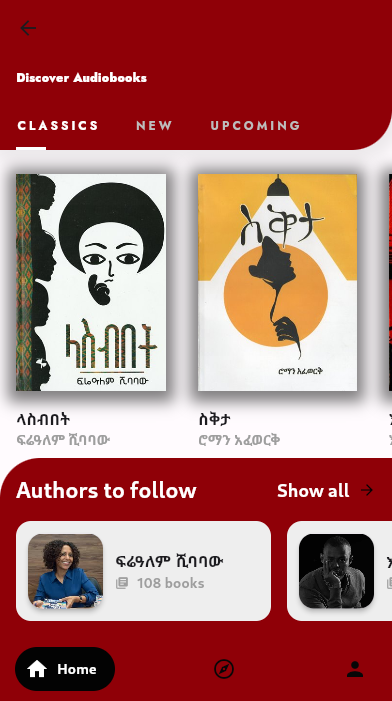 Discover Audiobooks
CLASSICS NEW UPCOMING
ላስብበት
ፍሬዓለም ሺባባው
ስቅታ
ሮማን አፈወርቅ
ላስብበት ስቅታ
ፍሬዓለም ሺባባው ሮማን አፈወርቅ
Authors to follow Show all
ፍሬዓለም ሺባባው
108 books
Home